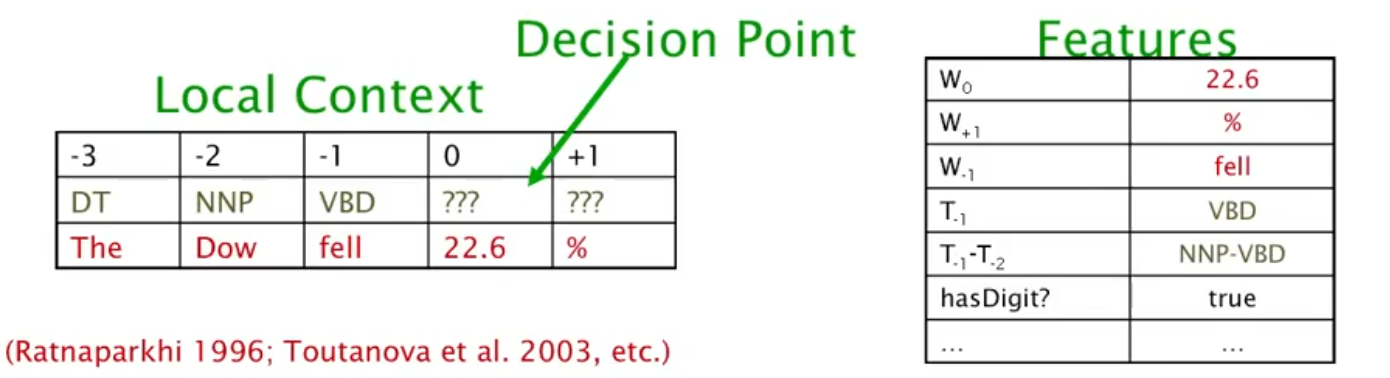 Decision Point
Features
Local Context
-3 -2 -1 0 +1
DT NNP VBD ??? ???
The Dow fell 22.6 %
W0 22.6
W+1 %
W-1 fell
T-1 VBD
T-1-T-2 NNP-VBD
hasDigit? true
... ...
(Ratnaparkhi 1996; Toutanova et al. 2003, etc.)